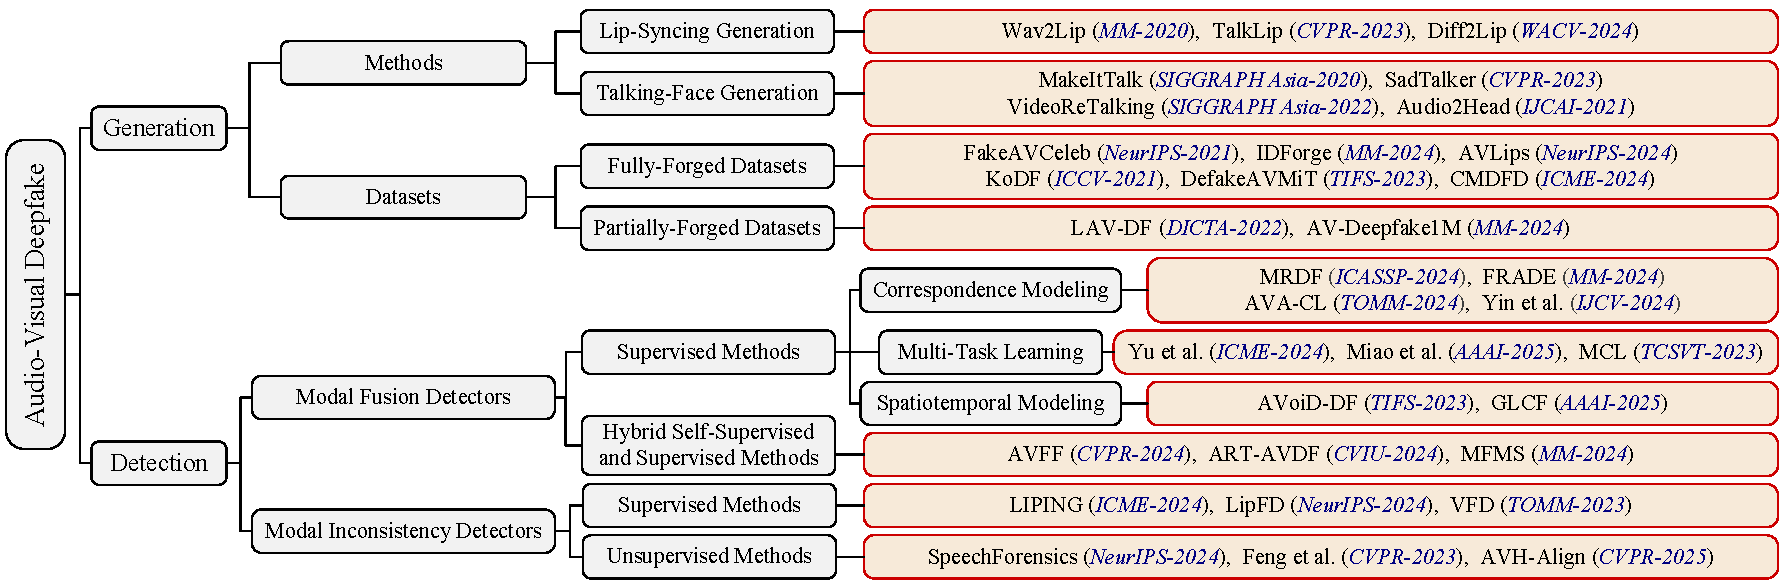 Audio-Visual Deepfake
Generation
Methods
Lip-Syncing Generation
Wav2Lip (MM-2020), TalkLip (CVPR-2023), Diff2Lip (WACV-2024)
Talking-Face Generation
MakeItTalk (SIGGRAPH Asia-2020), SadTalker (CVPR-2023)
VideoReTalking (SIGGRAPH Asia-2022), Audio2Head (IJCAI-2021)
Datasets
Fully-Forged Datasets
FakeAVCeleb (NeurIPS-2021), IDForge (MM-2024), AVLips (NeurIPS-2024)
KoDF (ICCV-2021), DefakeAVMiT (TIFS-2023), CMDFD (ICME-2024)
Partially-Forged Datasets
LAV-DF (DICTA-2022), AV-Deepfake1M (MM-2024)
Detection
Modal Fusion Detectors
Supervised Methods
Correspondence Modeling
MRDF (ICASSP-2024), FRADE (MM-2024)
AVA-CL (TOMM-2024), Yin et al. (IJCV-2024)
Multi-Task Learning
Yu et al. (ICME-2024), Miao et al. (AAAI-2025), MCL (TCSVT-2023)
Spatiotemporal Modeling
AVoiD-DF (TIFS-2023), GLCF (AAAI-2025)
Hybrid Self-Supervised
and Supervised Methods
AVFF (CVPR-2024), ART-AVDF (CVIU-2024), MFMS (MM-2024)
Modal Inconsistency Detectors
Supervised Methods
LIPING (ICME-2024), LipFD (NeurIPS-2024), VFD (TOMM-2023)
Unsupervised Methods
SpeechForensics (NeurIPS-2024), Feng et al. (CVPR-2023), AVH-Align (CVPR-2025)